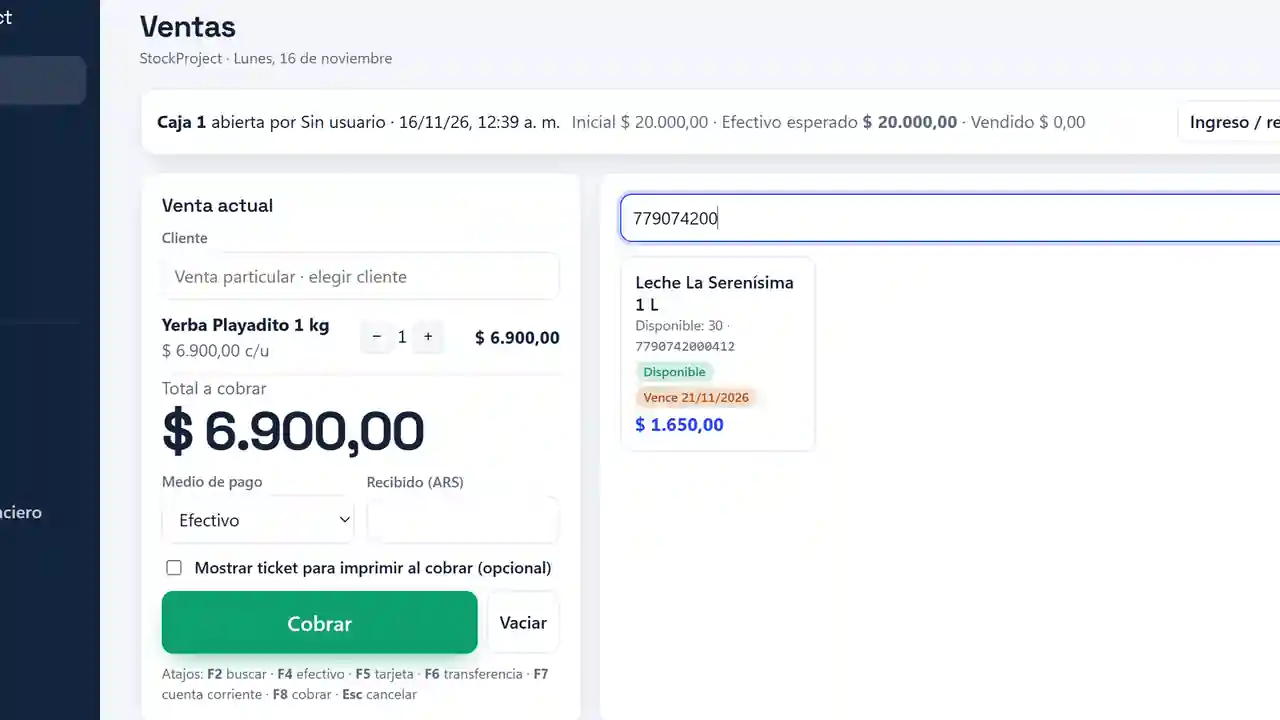 ct
Ventas
StockProject · Lunes, 16 de noviembre
Caja 1 abierta por Sin usuario · 16/11/26, 12:39 a. m. Inicial $ 20.000,00 · Efectivo esperado $ 20.000,00 · Vendido $ 0,00
Ingreso / re
Venta actual
Cliente
Venta particular · elegir cliente
Yerba Playadito 1 kg
$ 6.900,00 c/u
− 1 +
$ 6.900,00
Total a cobrar
$ 6.900,00
Medio de pago
Recibido (ARS)
Efectivo
Mostrar ticket para imprimir al cobrar (opcional)
Cobrar
Vaciar
Atajos: F2 buscar · F4 efectivo · F5 tarjeta · F6 transferencia · F7
cuenta corriente · F8 cobrar · Esc cancelar
779074200
Leche La Serenísima
1 L
Disponible: 30 ·
7790742000412
Disponible
Vence 21/11/2026
$ 1.650,00
nciero